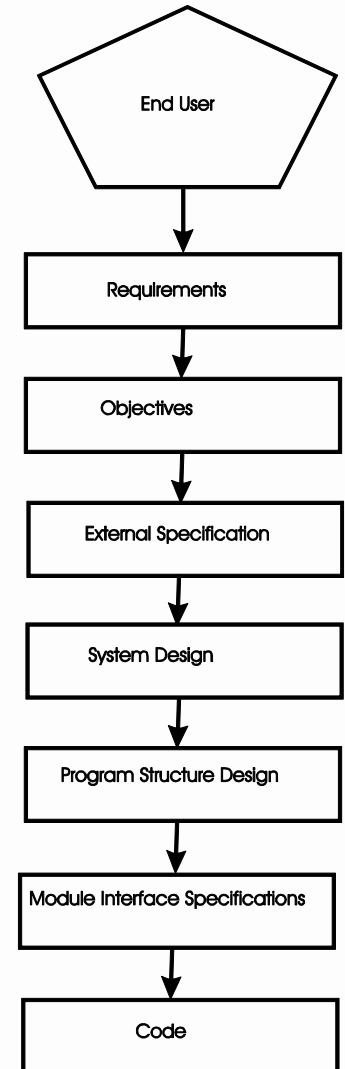 End User
Requirements
Objectives
External Specification
System Design
Program Structure Design
Module Interface Specifications
Code